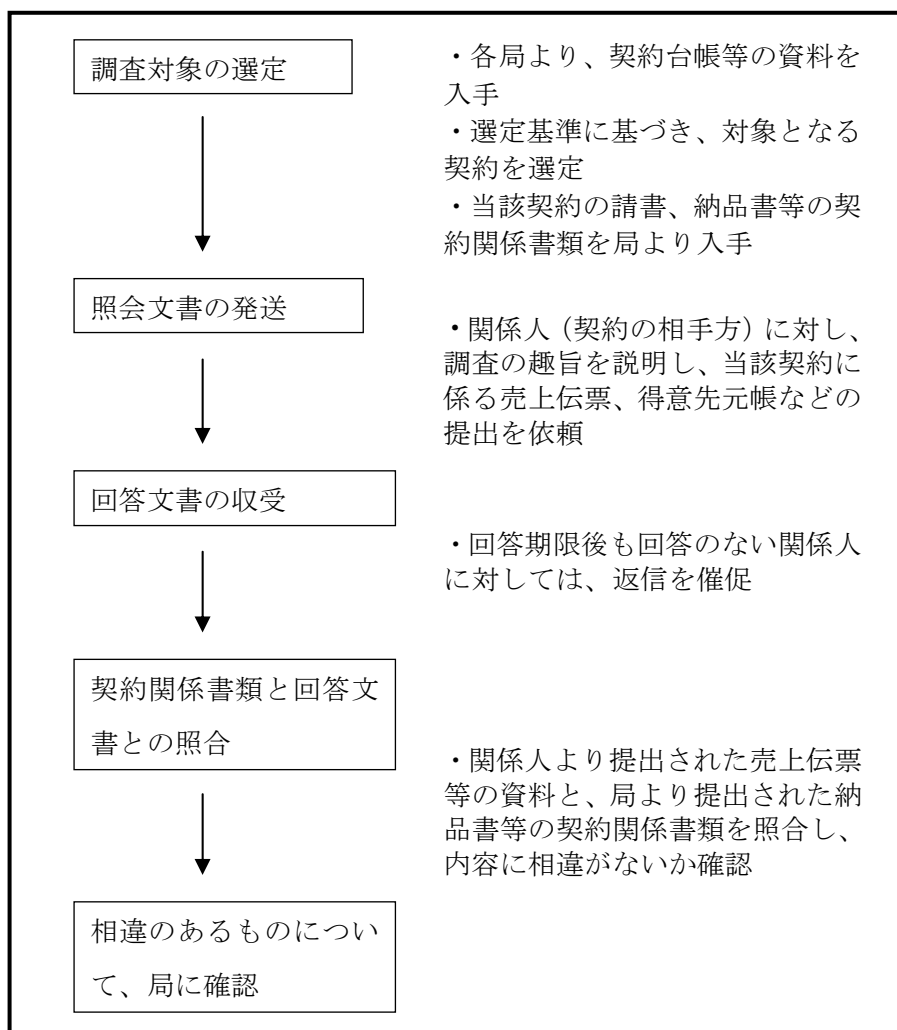 調査対象の選定
・各局より、契約台帳等の資料を
入手
・選定基準に基づき、対象となる
契約を選定
・当該契約の請書、納品書等の契
約関係書類を局より入手
照会文書の発送
・関係人（契約の相手方）に対し、
調査の趣旨を説明し、当該契約に
係る売上伝票、得意先元帳などの
提出を依頼
回答文書の収受
・回答期限後も回答のない関係人
に対しては、返信を催促
契約関係書類と回答文
書との照合
・関係人より提出された売上伝票
等の資料と、局より提出された納
品書等の契約関係書類を照合し、
内容に相違がないか確認
相違のあるものについ
て、局に確認